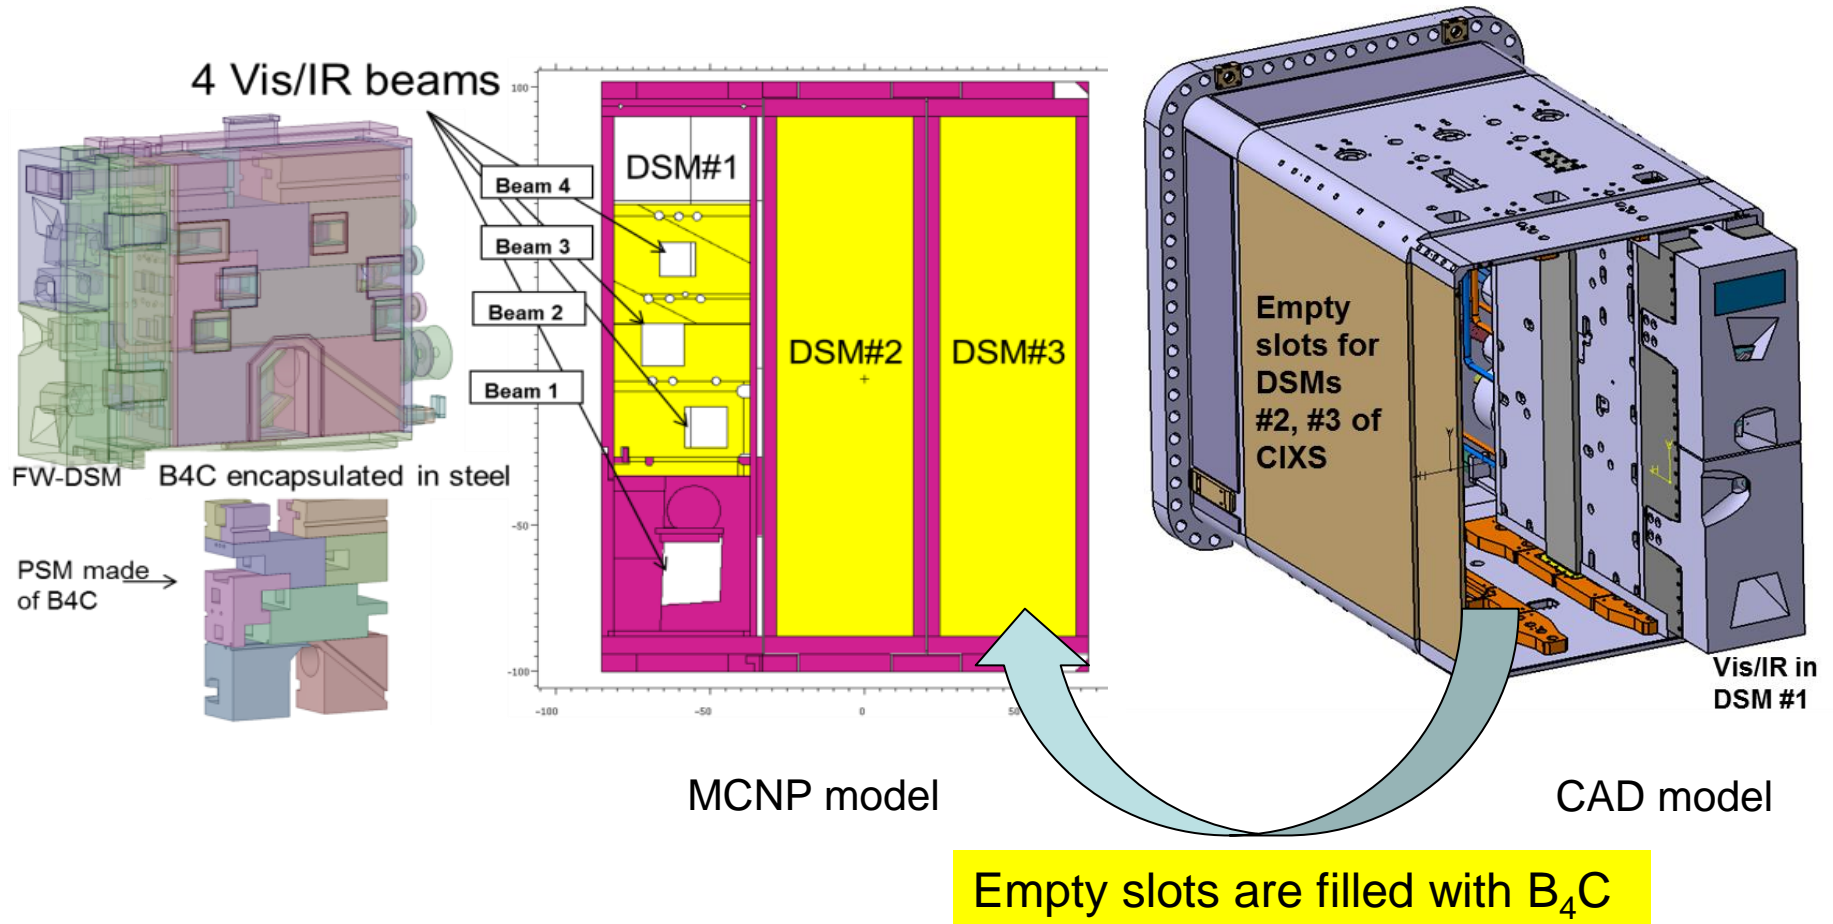 4 Vis/IR beams
FW-DSM
B4C encapsulated in steel
PSM made
of B4C
100
-50
-100
-100
-50
0
50
Beam 4
Beam 3
Beam 2
Beam 1
DSM#1
DSM#2
DSM#3
Empty
slots for
DSMs
#2, #3 of
CIXS
Vis/IR in
DSM #1
MCNP model
CAD model
Empty slots are filled with B₄C